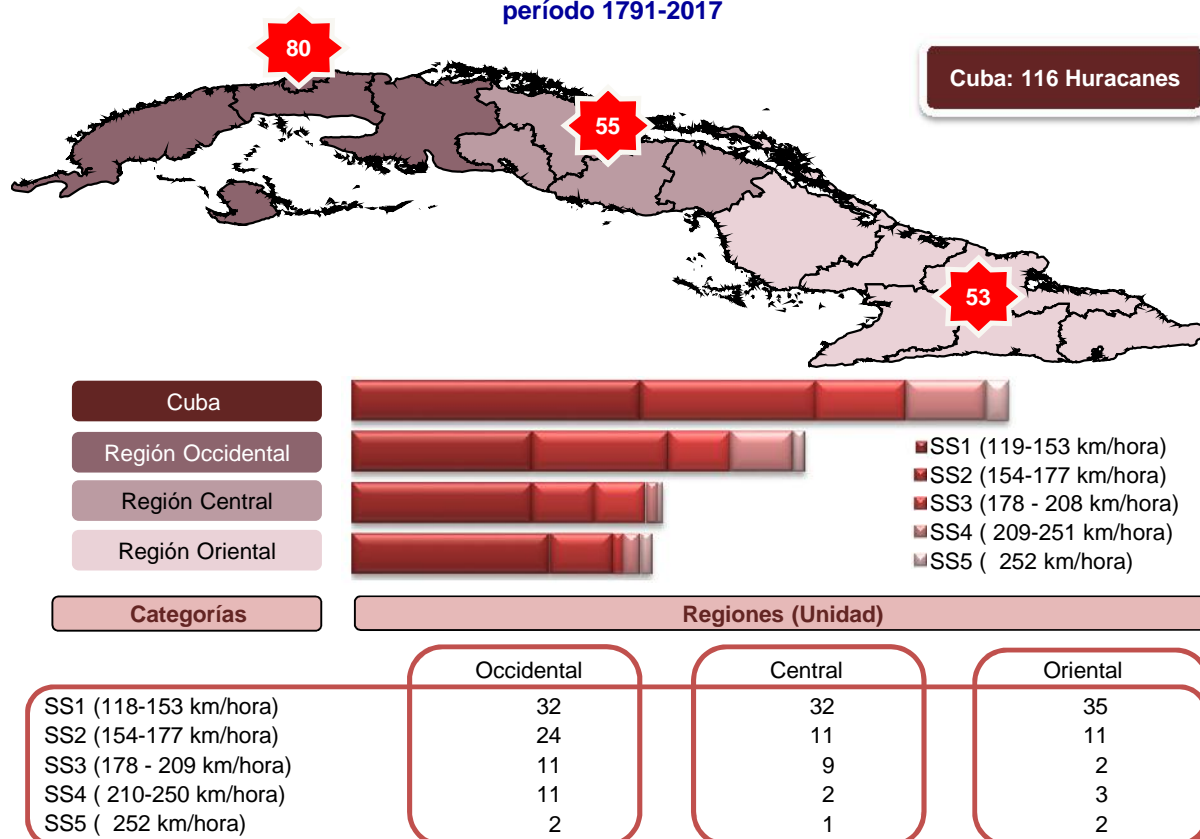 período 1791-2017
80
Cuba: 116 Huracanes
55
53
Cuba
Región Occidental
Región Central
Región Oriental
SS1 (119-153 km/hora)
SS2 (154-177 km/hora)
SS3 (178 - 208 km/hora)
SS4 ( 209-251 km/hora)
SS5 ( 252 km/hora)
Categorías Regiones (Unidad)
Occidental Central Oriental
SS1 (118-153 km/hora) 32 32 35
SS2 (154-177 km/hora) 24 11 11
SS3 (178 - 209 km/hora) 11 9 2
SS4 ( 210-250 km/hora) 11 2 3
SS5 ( 252 km/hora) 2 1 2